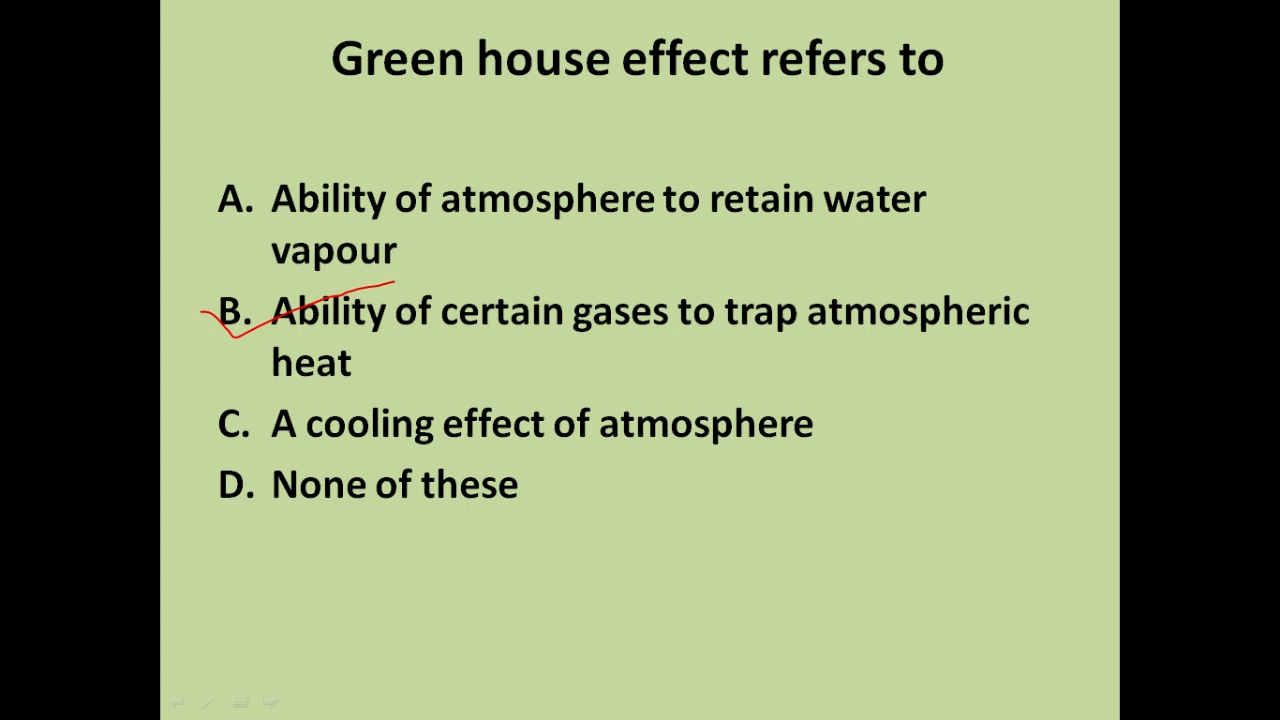 Green house effect refers to
A. Ability of atmosphere to retain water
vapour
B. Ability of certain gases to trap atmospheric
heat
C. A cooling effect of atmosphere
D. None of these